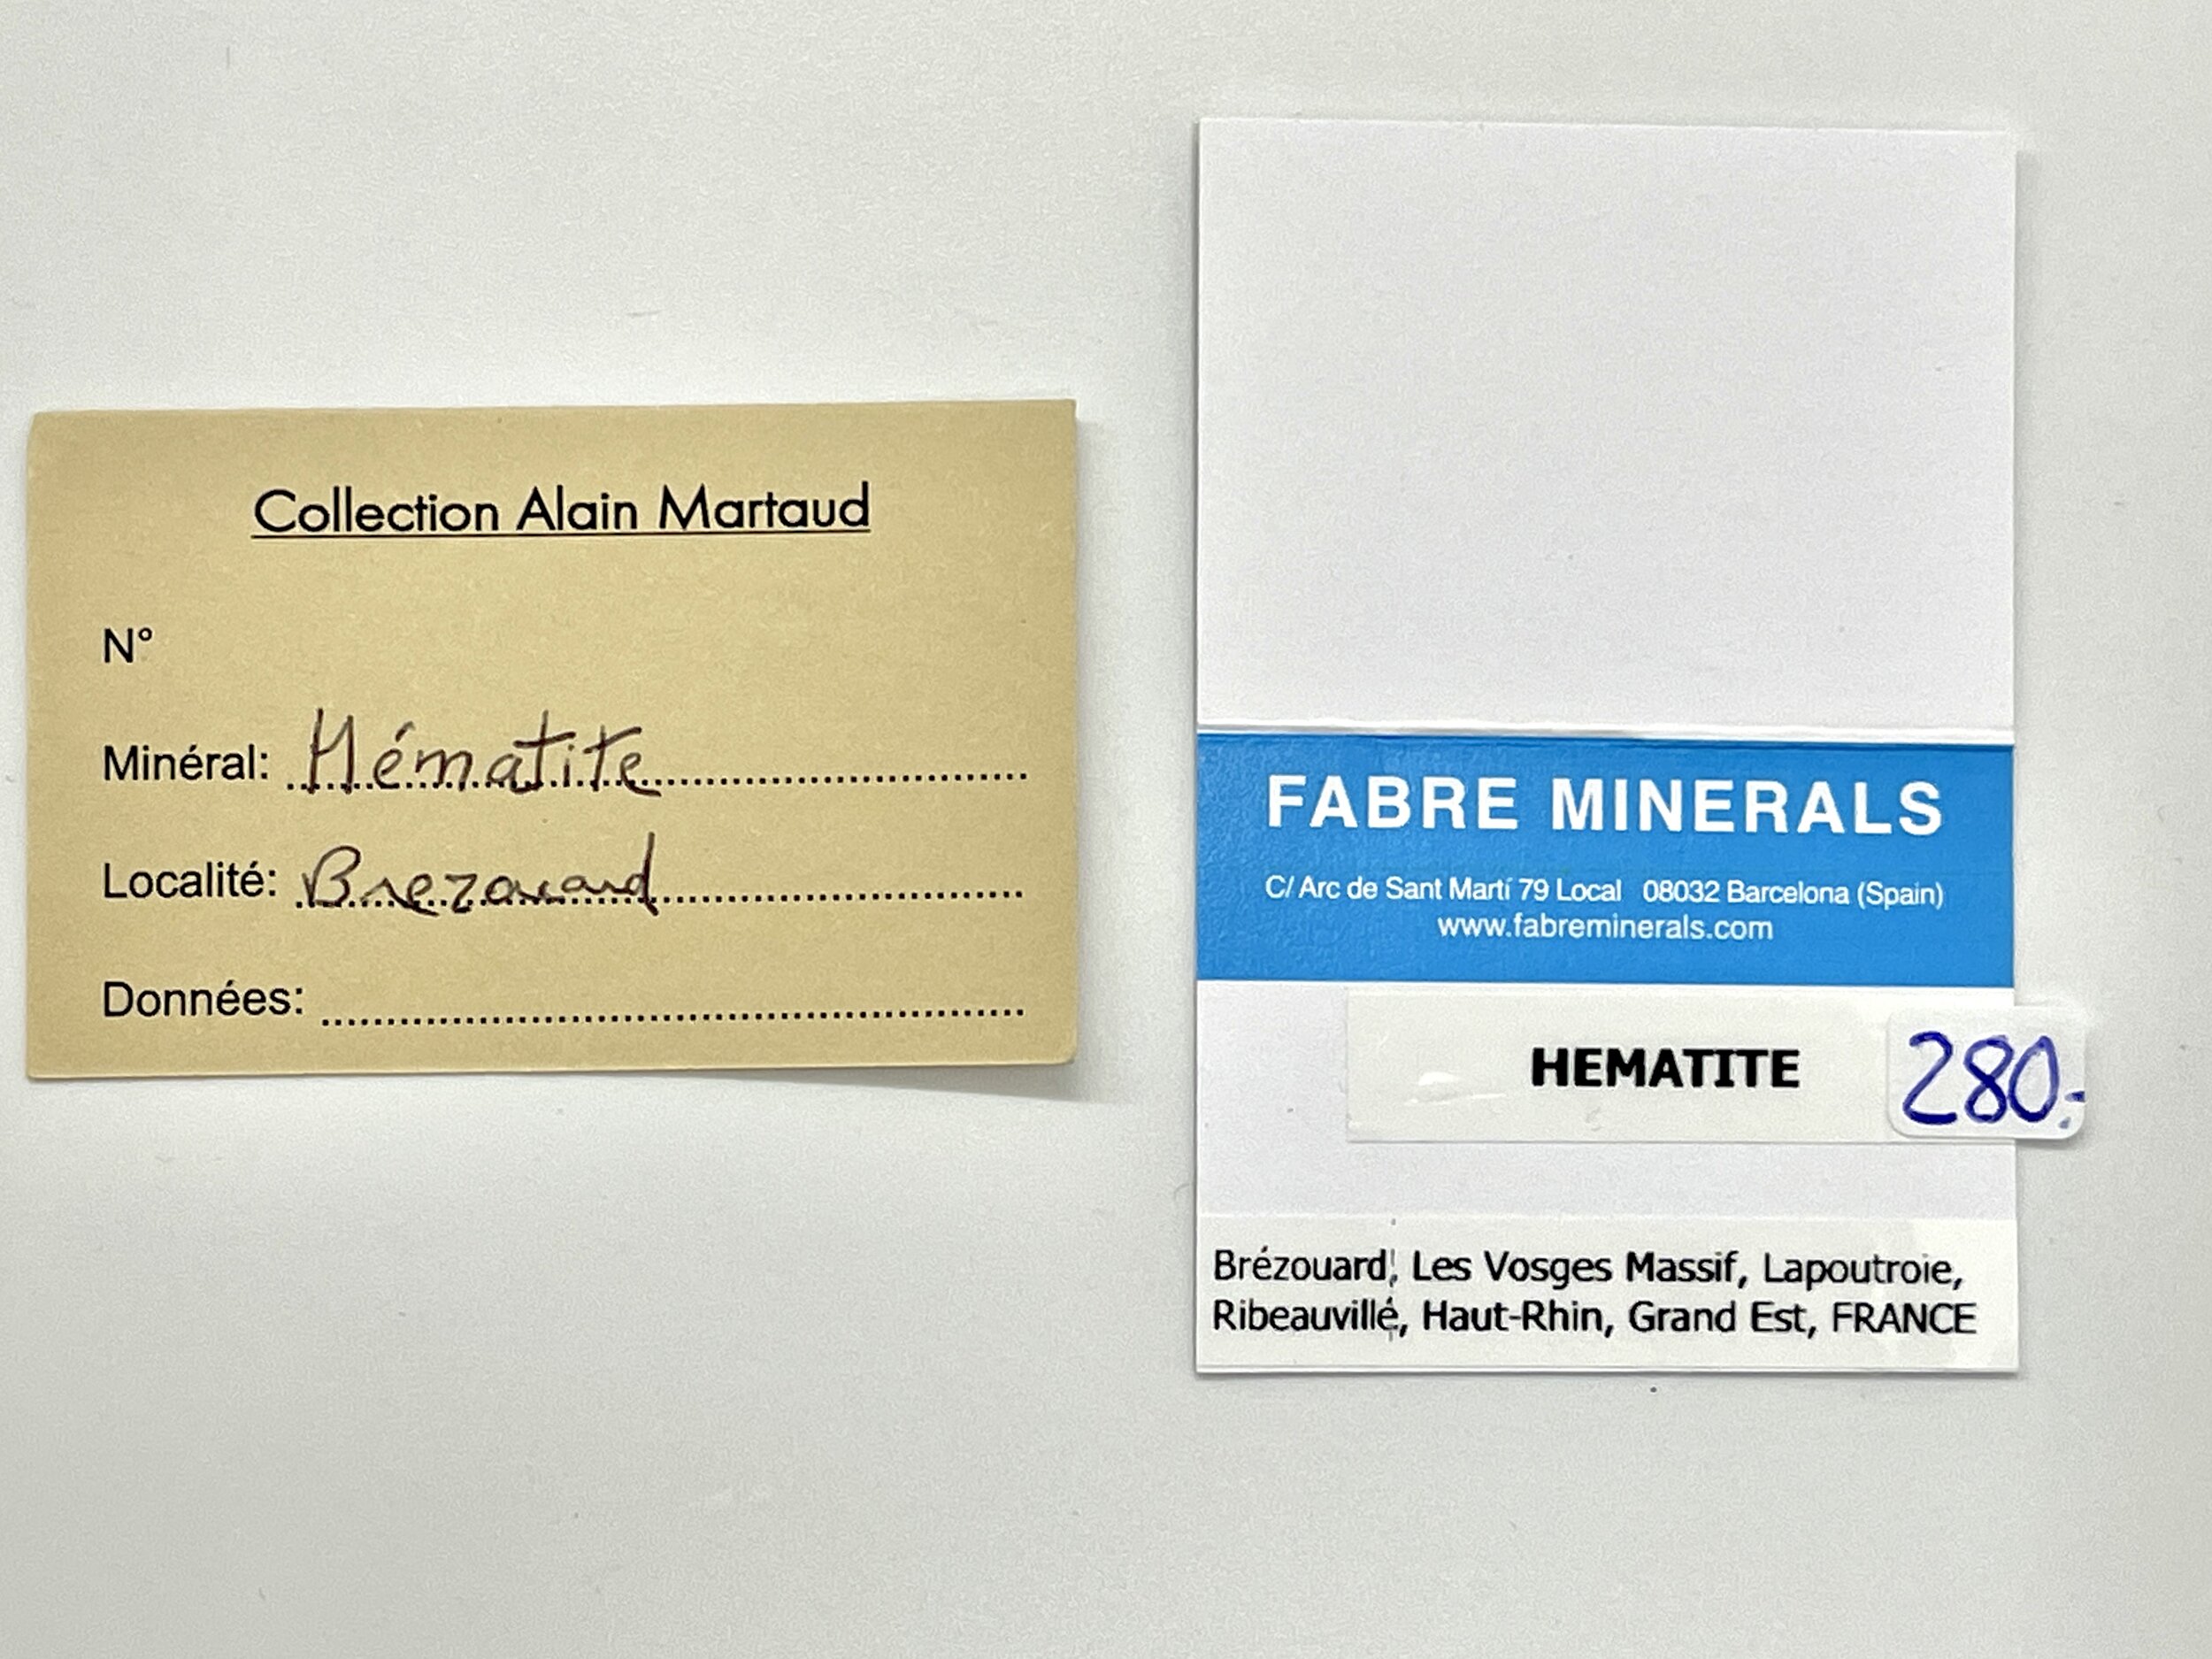 Collection Alain Martaud
N°
Minéral: Hématite
Localité: Brezouard
Données:
FABRE MINERALS
C/ Arc de Sant Martí 79 Local 08032 Barcelona (Spain)
www.fabreminerals.com
HEMATITE
280.-
Brézouard, Les Vosges Massif, Lapoutroie,
Ribeauvillé, Haut-Rhin, Grand Est, FRANCE